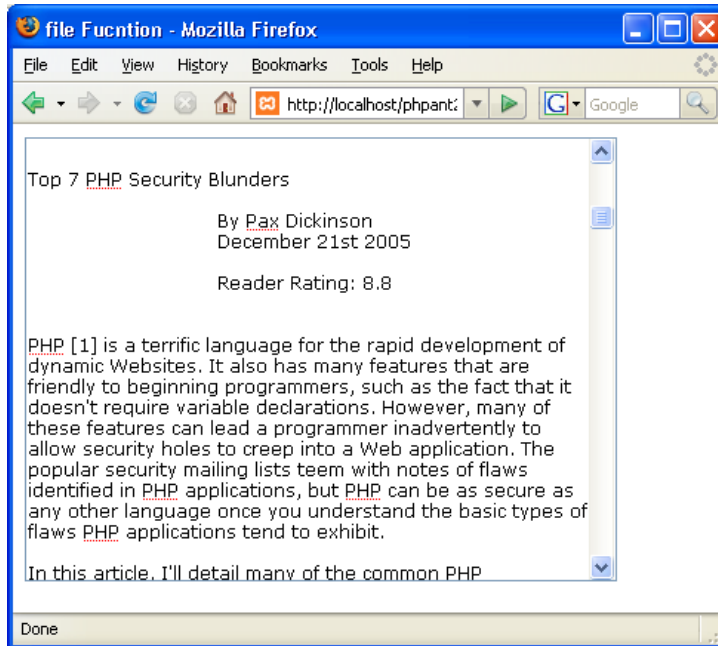 file Fucntion - Mozilla Firefox
File Edit View History Bookmarks Tools Help
http://localhost/phpant2 G Google
Top 7 PHP Security Blunders
By Pax Dickinson
December 21st 2005
Reader Rating: 8.8
PHP [1] is a terrific language for the rapid development of
dynamic Websites. It also has many features that are
friendly to beginning programmers, such as the fact that it
doesn't require variable declarations. However, many of
these features can lead a programmer inadvertently to
allow security holes to creep into a Web application. The
popular security mailing lists teem with notes of flaws
identified in PHP applications, but PHP can be as secure as
any other language once you understand the basic types of
flaws PHP applications tend to exhibit.
In this article, I'll detail many of the common PHP
Done